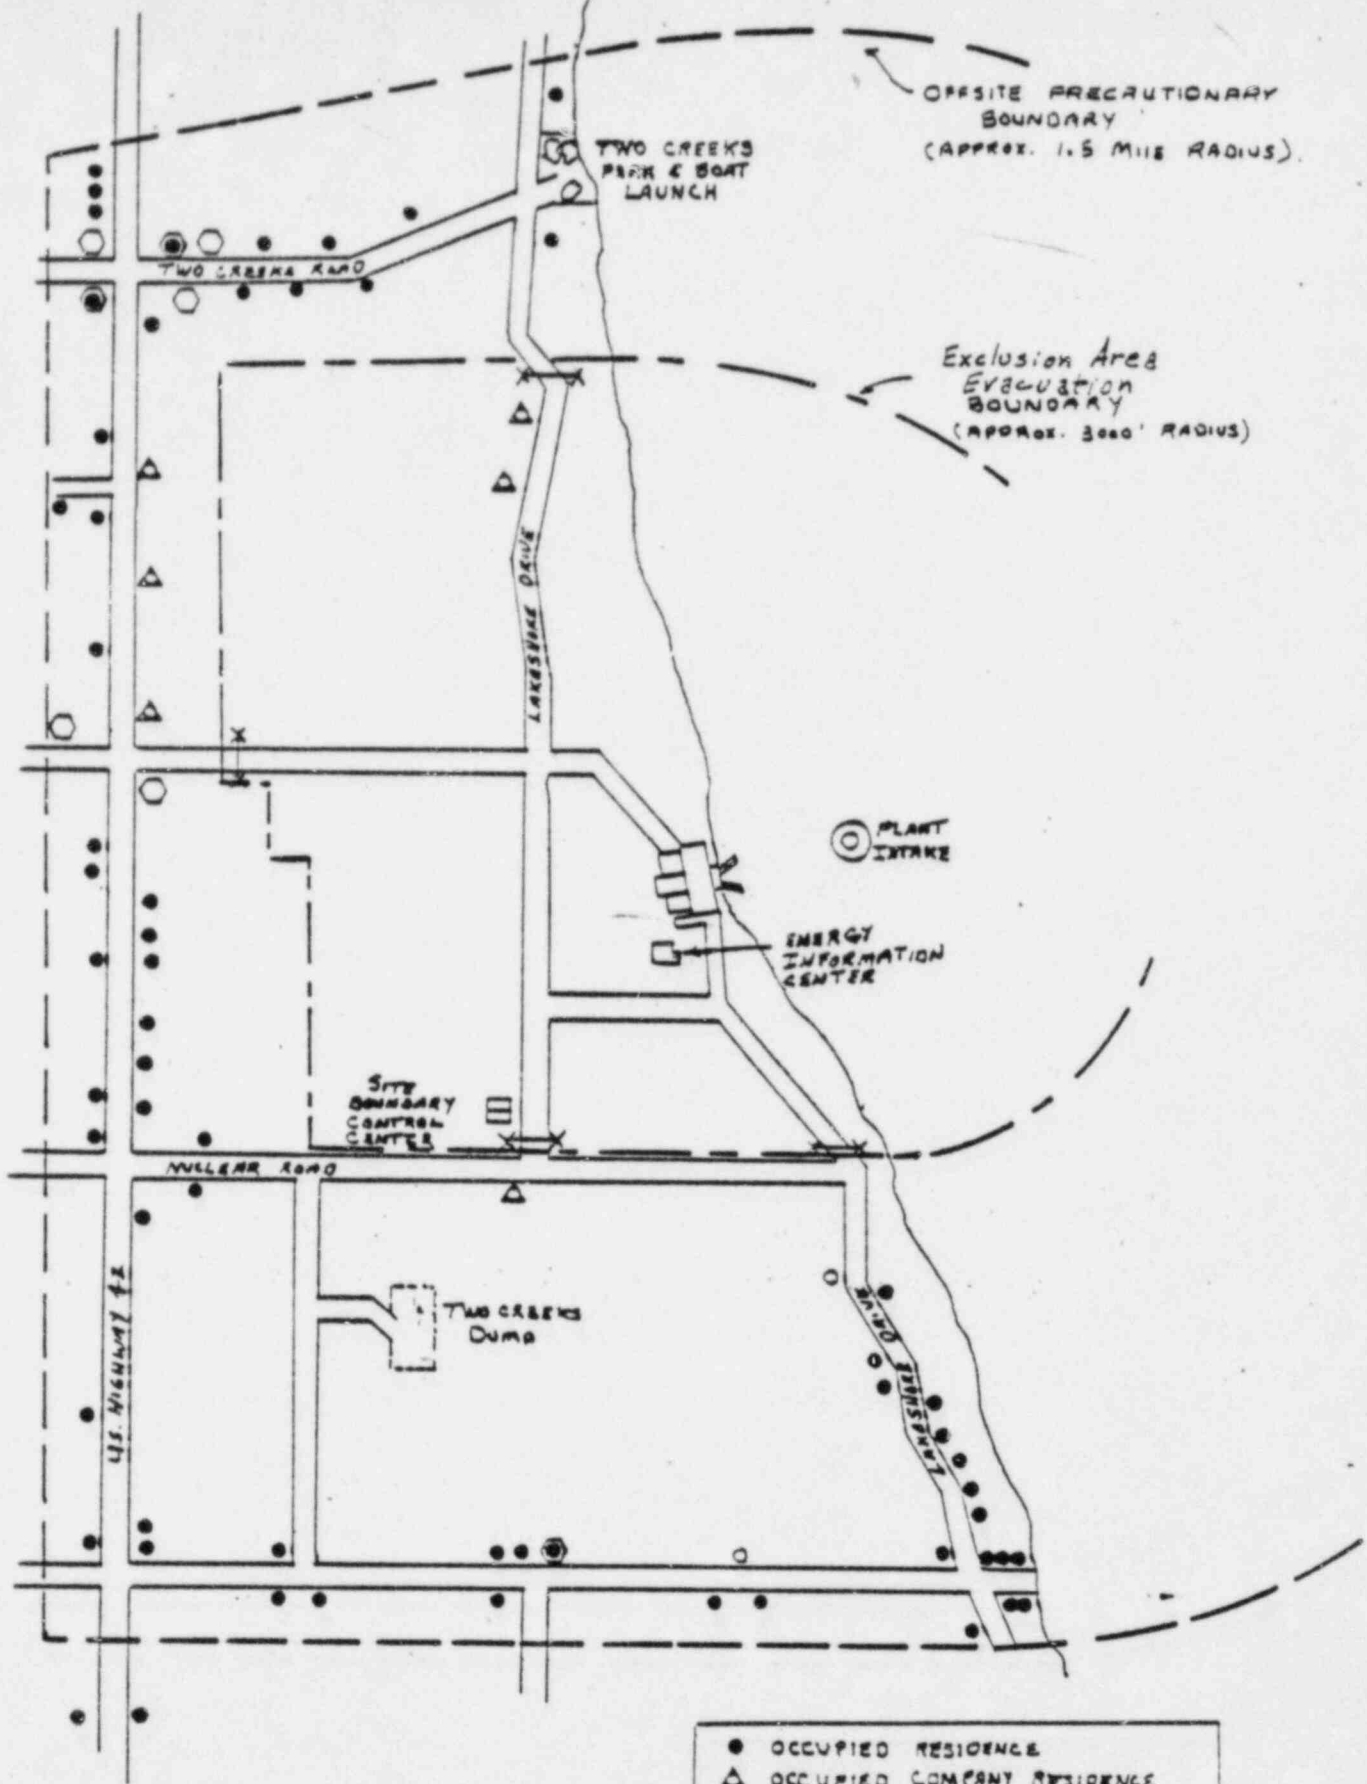 OFFSITE PRECAUTIONARY
BOUNDARY
(APPROX. 1.5 MILE RADIUS)
TWO CREEKS
PARK & BOAT
LAUNCH
TWO CREEKS ROAD
Exclusion Area
Evacuation
BOUNDARY
(APPROX. 3000' RADIUS)
LAKESHORE DRIVE
PLANT
INTAKE
ENERGY
INFORMATION
CENTER
SITE
BOUNDARY
CONTROL
CENTER
NUCLEAR ROAD
U.S. HIGHWAY 42
TWO CREEKS
DUMP
LAKESHORE DRIVE
OCCUPIED RESIDENCE
OCCUPIED COMPANY RESIDENCE